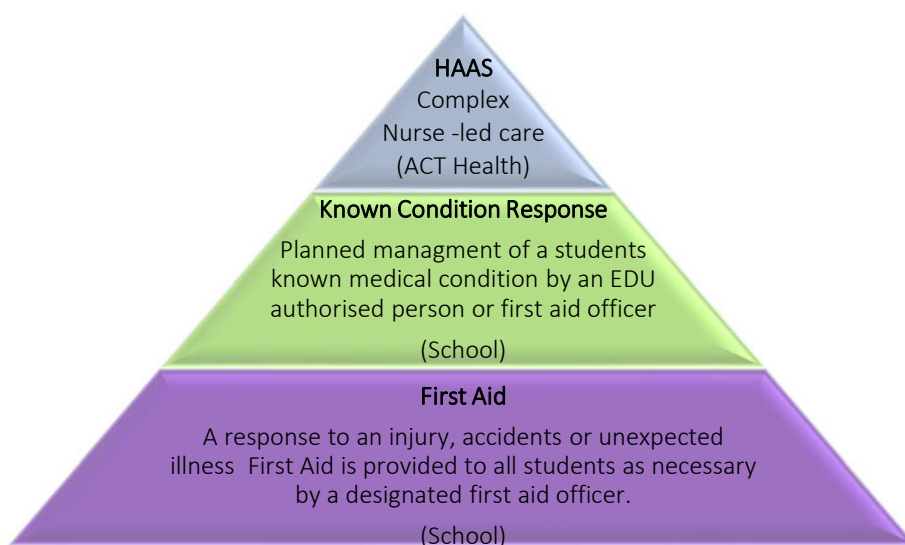 HAAS
Complex
Nurse -led care
(ACT Health)
Known Condition Response
Planned managment of a students
known medical condition by an EDU
authorised person or first aid officer
(School)
First Aid
A response to an injury, accidents or unexpected
illness  First Aid is provided to all students as necessary
by a designated first aid officer.
(School)